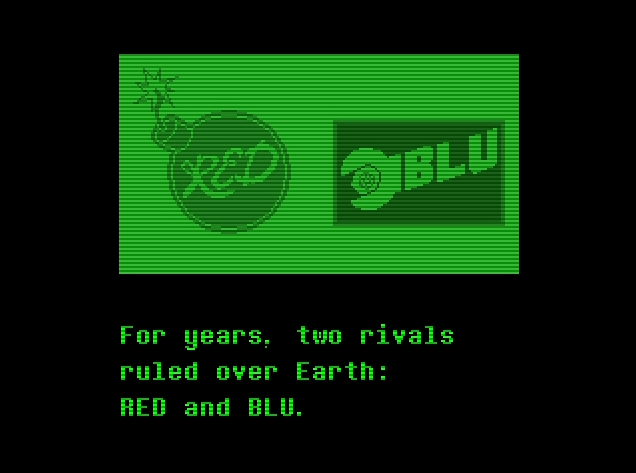 RED
BLU
For years, two rivals
ruled over Earth:
RED and BLU.